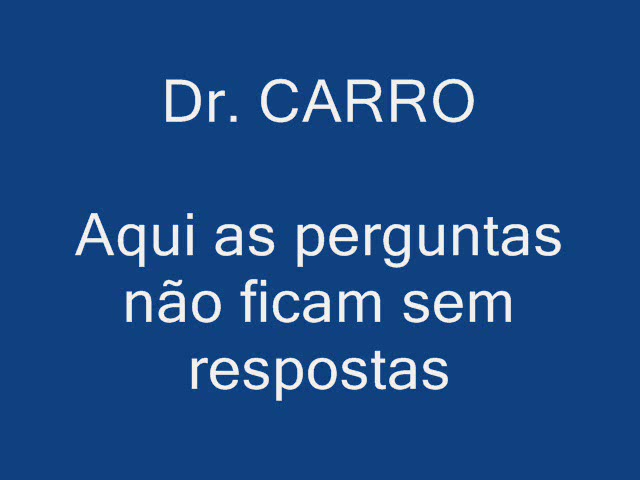 Dr. CARRO
Aqui as perguntas
não ficam sem
respostas